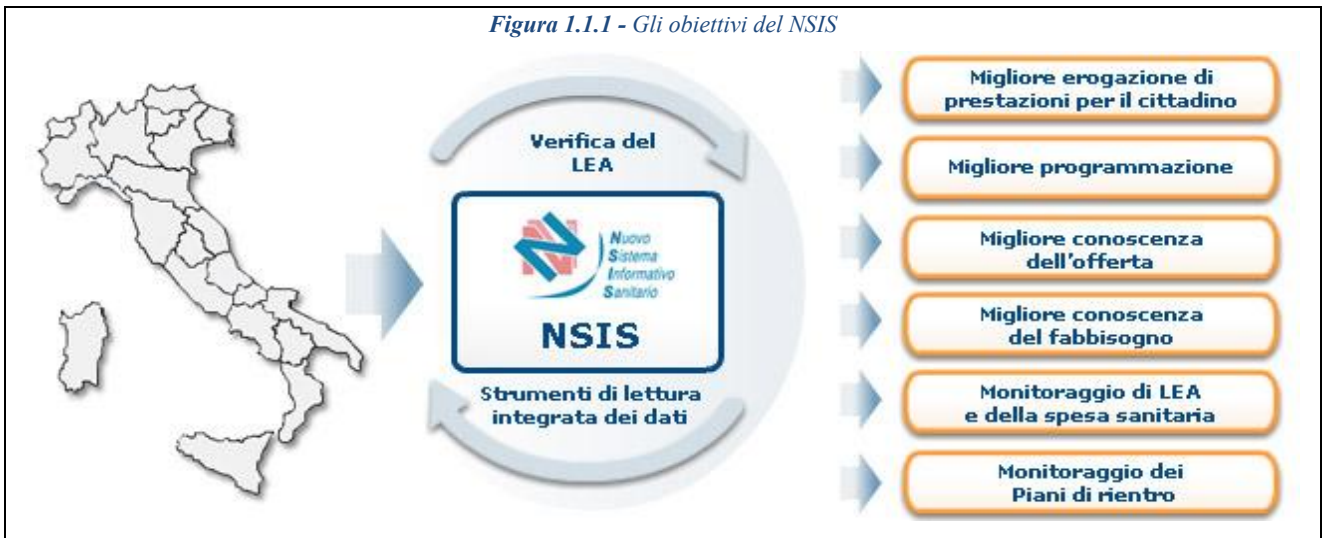 Figura 1.1.1 - Gli obiettivi del NSIS
Verifica del
LEA
Nuovo
Sistema
Informativo
Sanitario
NSIS
Strumenti di lettura
integrata dei dati
Migliore erogazione di
prestazioni per il cittadino
Migliore programmazione
Migliore conoscenza
dell'offerta
Migliore conoscenza
del fabbisogno
Monitoraggio di LEA
e della spesa sanitaria
Monitoraggio dei
Piani di rientro